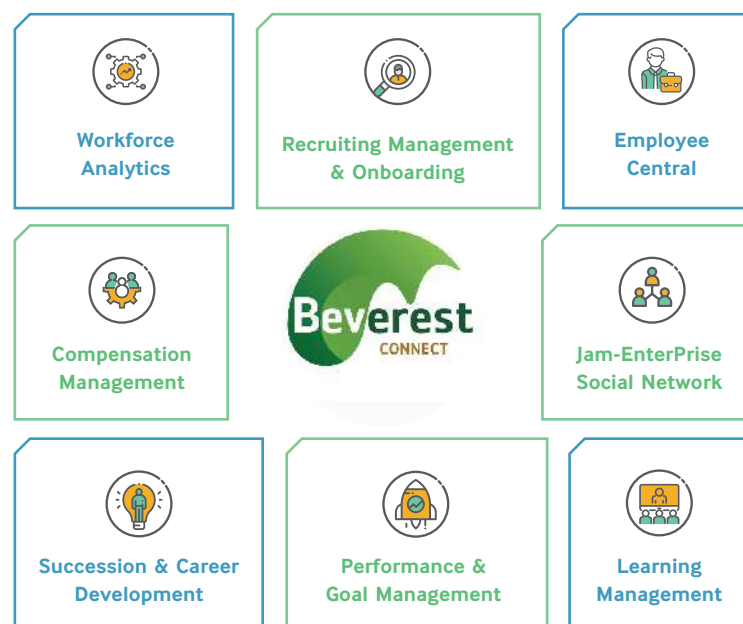 Workforce
Analytics
Recruiting Management
& Onboarding
Employee
Central
Compensation
Management
Beverest
CONNECT
Jam-EnterPrise
Social Network
Succession & Career
Development
Performance &
Goal Management
Learning
Management